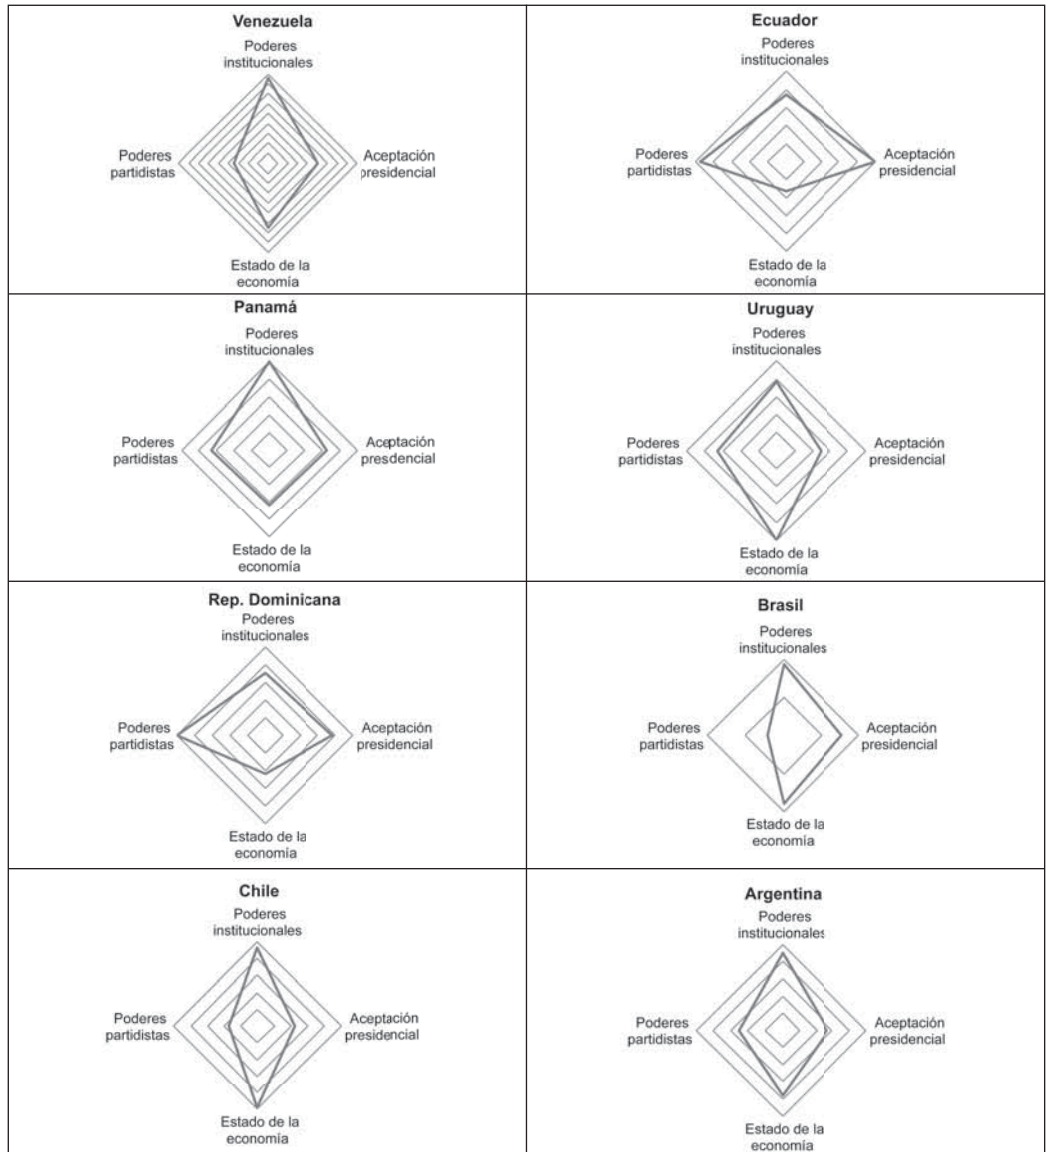 Venezuela
Poderes
institucionales
Poderes
partidistas
Aceptación
presidencial
Estado de la
economía
Ecuador
Poderes
institucionales
Poderes
partidistas
Aceptación
presidencial
Estado de la
economía
Panamá
Poderes
institucionales
Poderes
partidistas
Aceptación
presidencial
Estado de la
economía
Uruguay
Poderes
institucionales
Poderes
partidistas
Aceptación
presidencial
Estado de la
economía
Rep. Dominicana
Poderes
institucionales
Poderes
partidistas
Aceptación
presidencial
Estado de la
economía
Brasil
Poderes
institucionales
Poderes
partidistas
Aceptación
presidencial
Estado de la
economía
Chile
Poderes
institucionales
Poderes
partidistas
Aceptación
presidencial
Estado de la
economía
Argentina
Poderes
institucionales
Poderes
partidistas
Aceptación
presidencial
Estado de la
economía